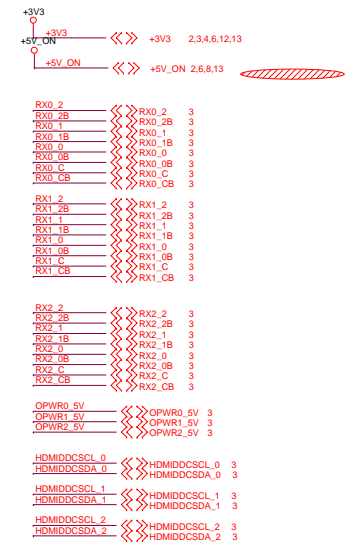 +3V3
+3V3 +3V3 2,3,4,6,12,13
+5V_ON
+5V_ON +5V_ON 2,6,8,13
RX0_2 RX0_2 3
RX0_2B RX0_2B 3
RX0_1 RX0_1 3
RX0_1B RX0_1B 3
RX0_0 RX0_0 3
RX0_0B RX0_0B 3
RX0_C RX0_C 3
RX0_CB RX0_CB 3
RX1_2 RX1_2 3
RX1_2B RX1_2B 3
RX1_1 RX1_1 3
RX1_1B RX1_1B 3
RX1_0 RX1_0 3
RX1_0B RX1_0B 3
RX1_C RX1_C 3
RX1_CB RX1_CB 3
RX2_2 RX2_2 3
RX2_2B RX2_2B 3
RX2_1 RX2_1 3
RX2_1B RX2_1B 3
RX2_0 RX2_0 3
RX2_0B RX2_0B 3
RX2_C RX2_C 3
RX2_CB RX2_CB 3
OPWR0_5V OPWR0_5V 3
OPWR1_5V OPWR1_5V 3
OPWR2_5V OPWR2_5V 3
HDMIDDCSCL_0 HDMIDDCSCL_0 3
HDMIDDCSDA_0 HDMIDDCSDA_0 3
HDMIDDCSCL_1 HDMIDDCSCL_1 3
HDMIDDCSDA_1 HDMIDDCSDA_1 3
HDMIDDCSCL_2 HDMIDDCSCL_2 3
HDMIDDCSDA_2 HDMIDDCSDA_2 3